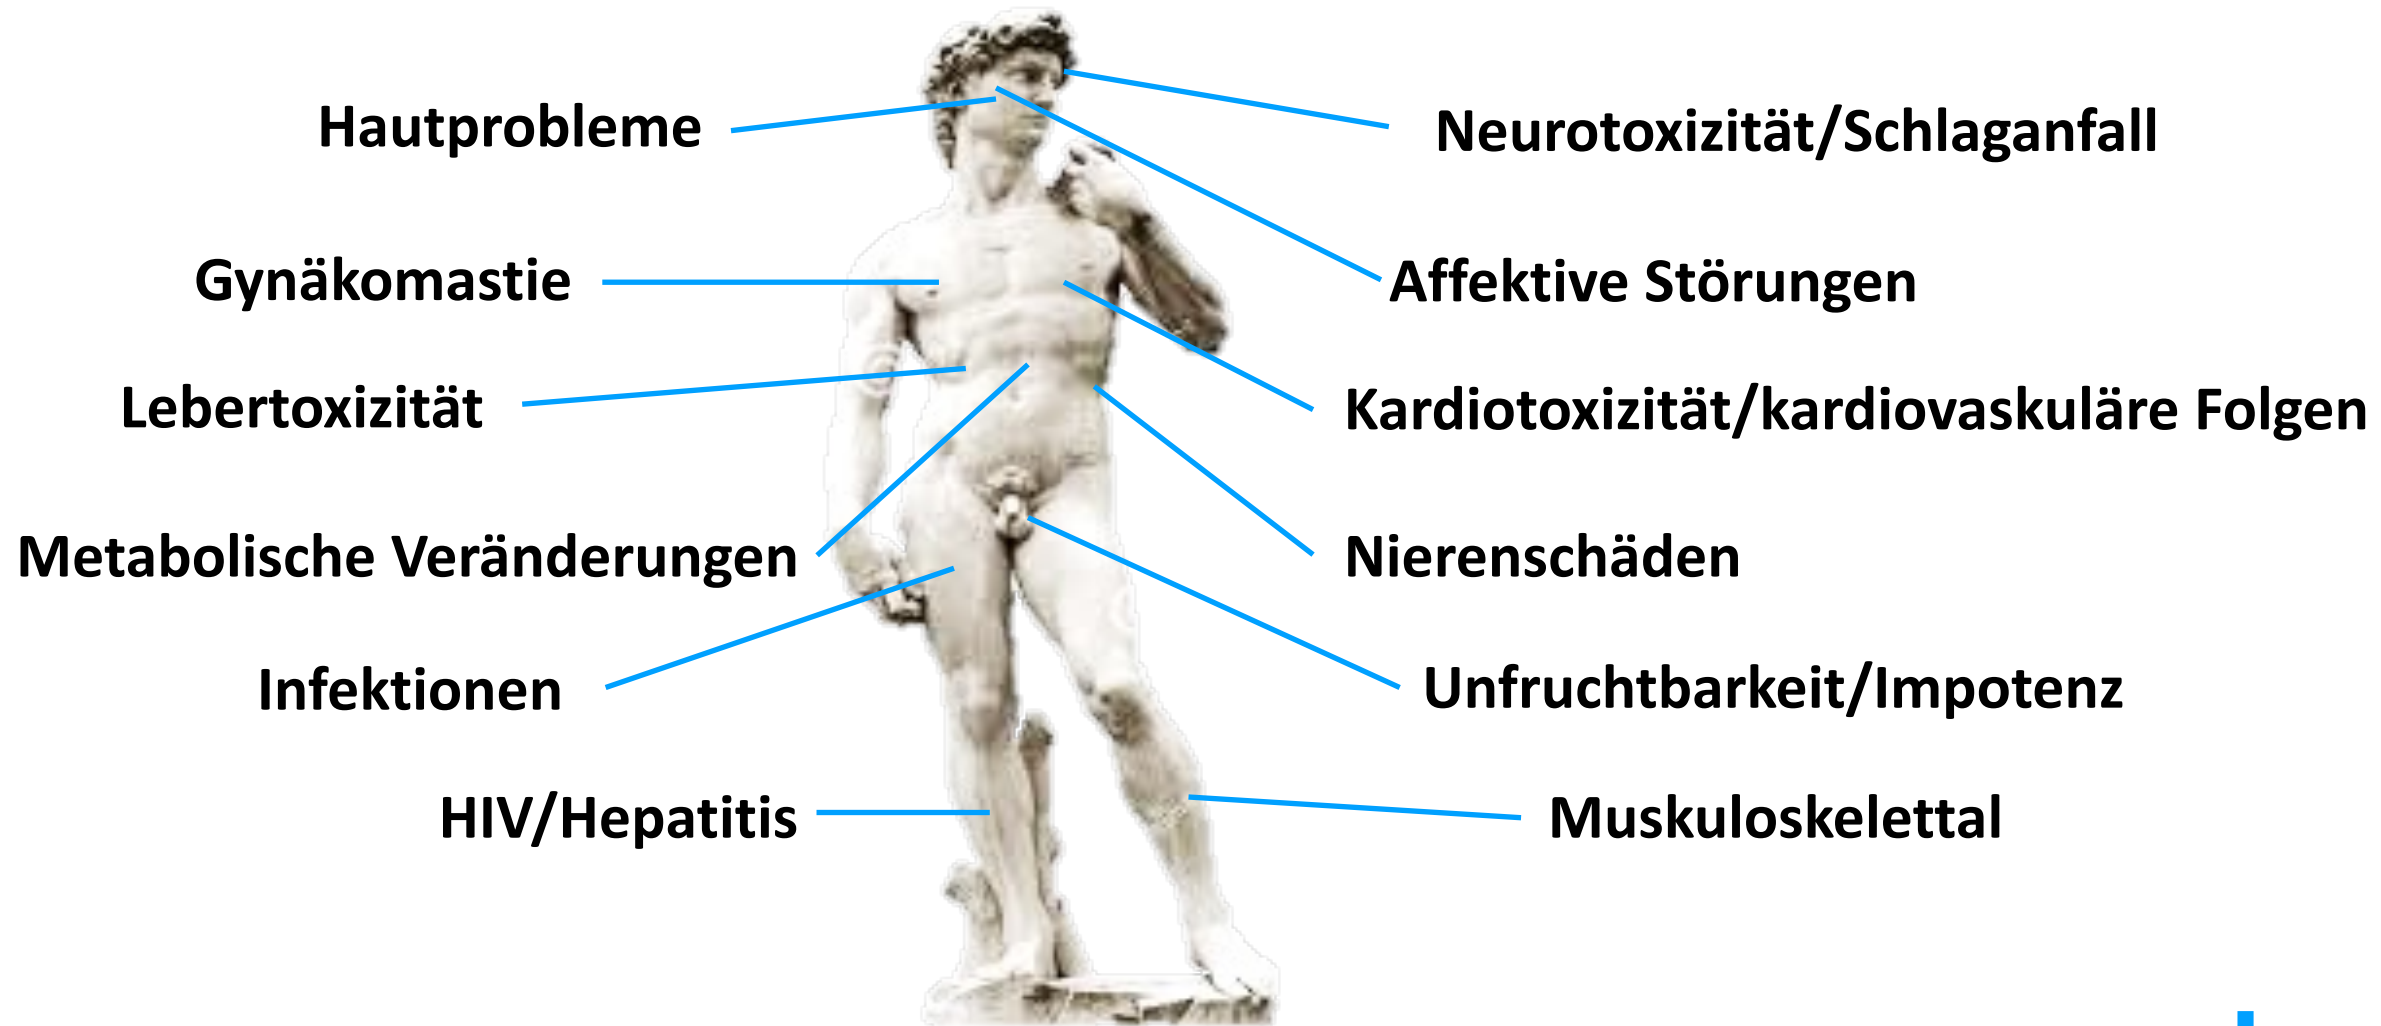 Hautprobleme
Neurotoxizität/Schlaganfall
Gynäkomastie
Affektive Störungen
Lebertoxizität
Kardiotoxizität/kardiovaskuläre Folgen
Metabolische Veränderungen
Nierenschäden
Infektionen
Unfruchtbarkeit/Impotenz
HIV/Hepatitis
Muskuloskelettal